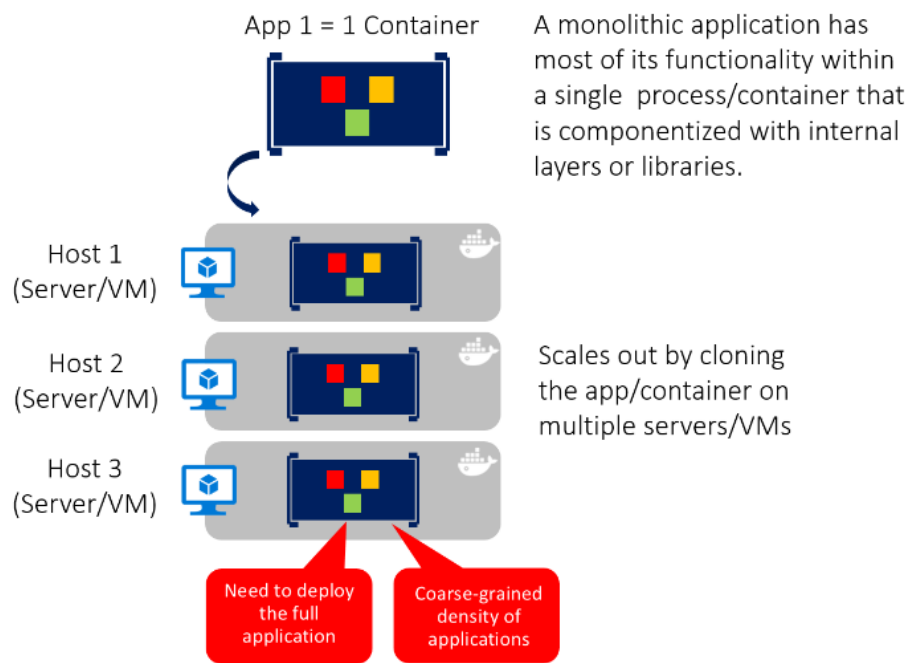 App 1 = 1 Container
A monolithic application has
most of its functionality within
a single process/container that
is componentized with internal
layers or libraries.
Host 1
(Server/VM)
Host 2
(Server/VM)
Scales out by cloning
the app/container on
multiple servers/VMs
Host 3
(Server/VM)
Need to deploy
the full
application
Coarse-grained
density of
applications